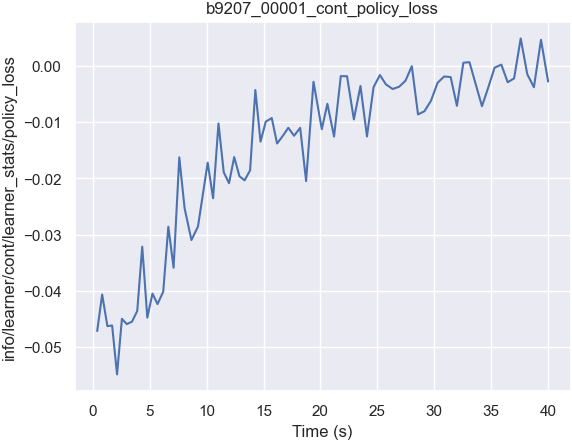 b9207_00001_cont_policy_loss
info/learner/cont/learner_stats/policy_loss
0.00
−0.01
−0.02
−0.03
−0.04
−0.05
0 5 10 15 20 25 30 35 40
Time (s)